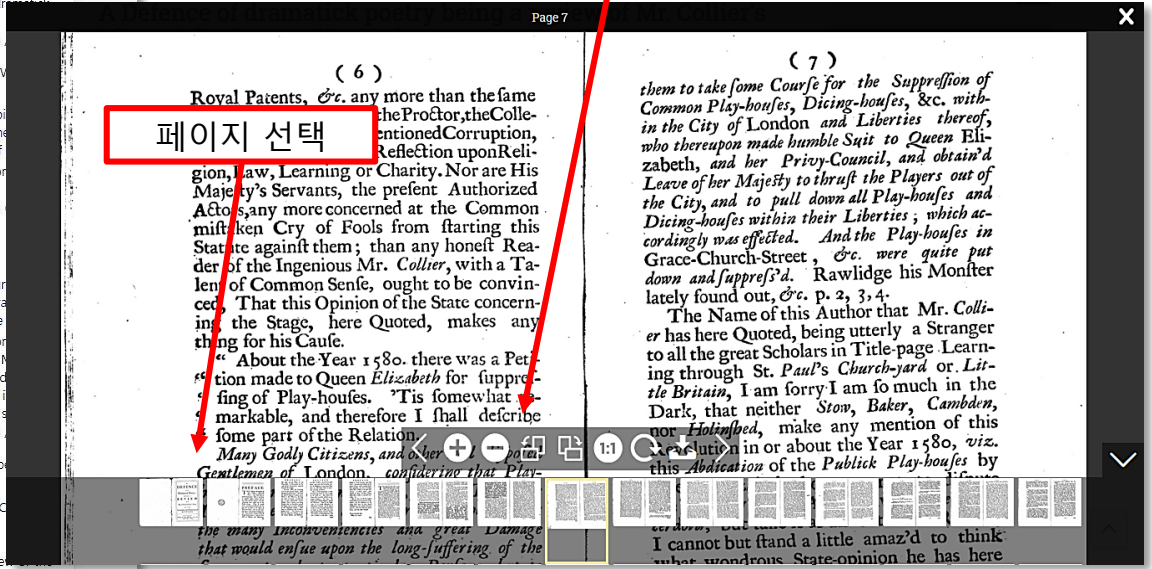 A Defence of dramatick poetry being a review of Mr. Collier's
Page 7
페이지 선택
( 6 )
Royal Patents, &c. any more than the ſame
the Proctor, the Colle-
entioned Corruption,
Reflection upon Reli-
gion, Law, Learning or Charity. Nor are His
Majeſty's Servants, the preſent Authorized
Actors, any more concerned at the Common
miſtaken Cry of Fools from ſtarting this
Statute againſt them; than any honeſt Rea-
der of the Ingenious Mr. Collier, with a Ta-
lent of Common Senſe, ought to be convin-
ced, That this Opinion of the State concern-
ing the Stage, here Quoted, makes any
thing for his Cauſe.
“ About the Year 1580. there was a Peti-
“ tion made to Queen Elizabeth for ſuppreſ-
“ ſing of Play-houſes. 'Tis ſomewhat
“ markable, and therefore I ſhall deſcribe
“ ſome part of the Relation.
Many Godly Citizens, and other
Gentlemen of London, conſidering that Play-
the many Inconveniencies and great Damage
that would enſue upon the long-ſuffering of the
( 7 )
them to take ſome Courſe for the Suppreſſion of
Common Play-houſes, Dicing-houſes, &c. with-
in the City of London and Liberties thereof,
who thereupon made humble Suit to Queen Eli-
zabeth, and her Privy-Council, and obtain'd
Leave of her Majeſty to thruſt the Players out of
the City, and to pull down all Play-houſes and
Dicing-houſes within their Liberties ; which ac-
cordingly was effected. And the Play-houſes in
Grace-Church-Street , &c. were quite put
down and ſuppreſs'd. Rawlidge his Monſter
lately found out, &c. p. 2, 3, 4.
The Name of this Author that Mr. Colli-
er has here Quoted, being utterly a Stranger
to all the great Scholars in Title-page Learn-
ing through St. Paul's Church-yard or Lit-
tle Britain, I am ſorry I am ſo much in the
Dark, that neither Stow, Baker, Cambden,
nor Holinſhed, make any mention of this
Revolution in or about the Year 1580, viz.
this Abdication of the Publick Play-houſes by
I cannot but ſtand a little amaz'd to think
what wondrous State-opinion he has here
1:1